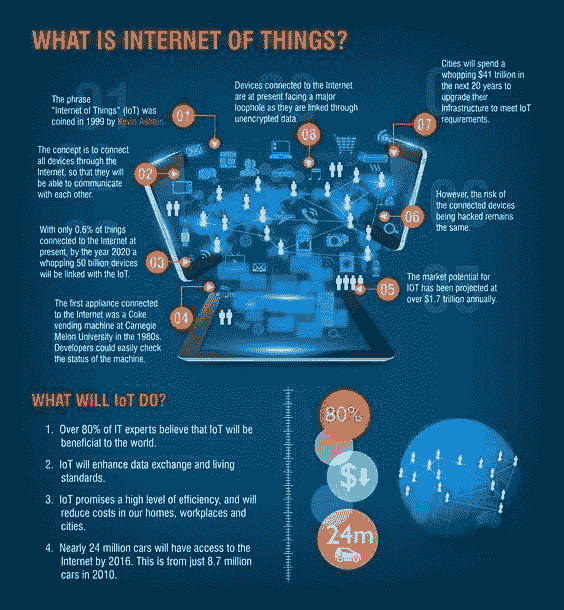 WHAT IS INTERNET OF THINGS?
The phrase
"Internet of Things" (IoT) was
coined in 1999 by Kevin Ashton.
01
The concept is to connect
all devices through the
Internet, so that they will
be able to communicate
with each other.
02
With only 0.6% of things
connected to the Internet at
present, by the year 2020 a
whopping 50 billion devices
will be linked with the IoT.
03
The first appliance connected
to the Internet was a Coke
vending machine at Carnegie
Melon University in the 1980s.
Developers could easily check
the status of the machine.
04
The market potential for
IOT has been projected at
over $1.7 trillion annually.
05
However, the risk of
the connected devices
being hacked remains
the same.
06
Cities will spend a
whopping $41 trillion in
the next 20 years to
upgrade their
Infrastructure to meet IoT
requirements.
07
Devices connected to the Internet
are at present facing a major
loophole as they are linked through
unencrypted data.
08
WHAT WILL IoT DO?
1. Over 80% of IT experts believe that IoT will be
beneficial to the world.
2. IoT will enhance data exchange and living
standards.
3. IoT promises a high level of efficiency, and will
reduce costs in our homes, workplaces and
cities.
4. Nearly 24 million cars will have access to the
Internet by 2016. This is from just 8.7 million
cars in 2010.
80%
$
24m